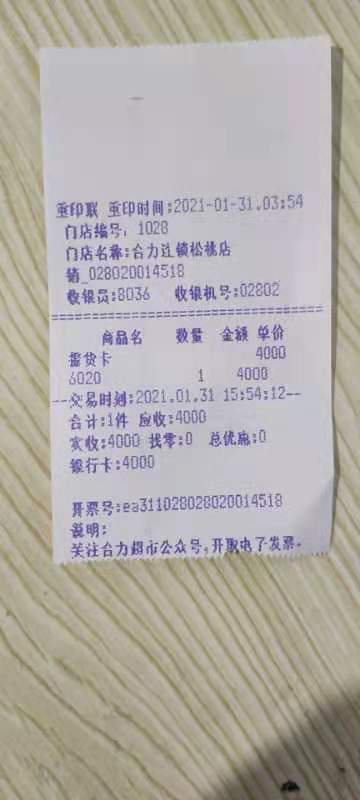 重印联 重印时间:2021-01-31.03:54
门店编号: 1028
门店名称:合力连锁松桃店
销_028020014518
收银员:8036 收银机号:02802
商品名 数量 金额 单价
提货卡 4000
6020 1 4000
--交易时刻:2021.01.31 15:54:12--
合计:1件 应收:4000
实收:4000 找零:0 总优惠:0
银行卡:4000
开票号:ea311028028020014518
说明:
关注合力超市公众号,开取电子发票.